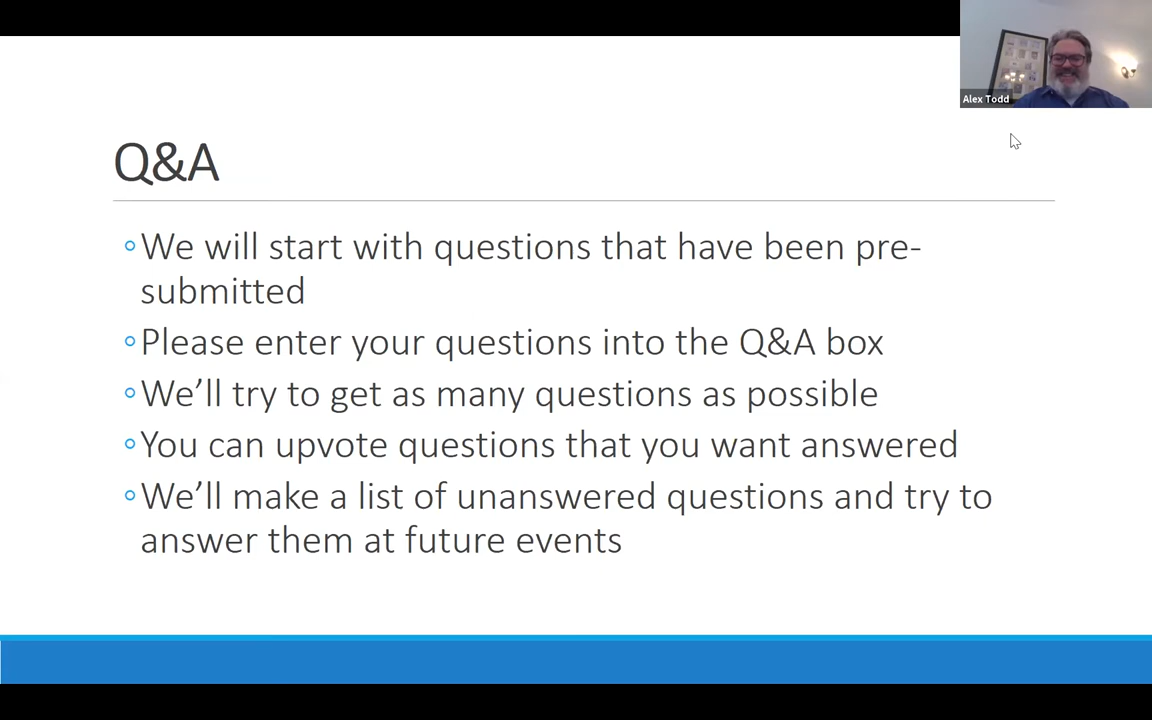 Alex Todd
Q&A
We will start with questions that have been pre-
submitted
Please enter your questions into the Q&A box
We’ll try to get as many questions as possible
You can upvote questions that you want answered
We’ll make a list of unanswered questions and try to
answer them at future events